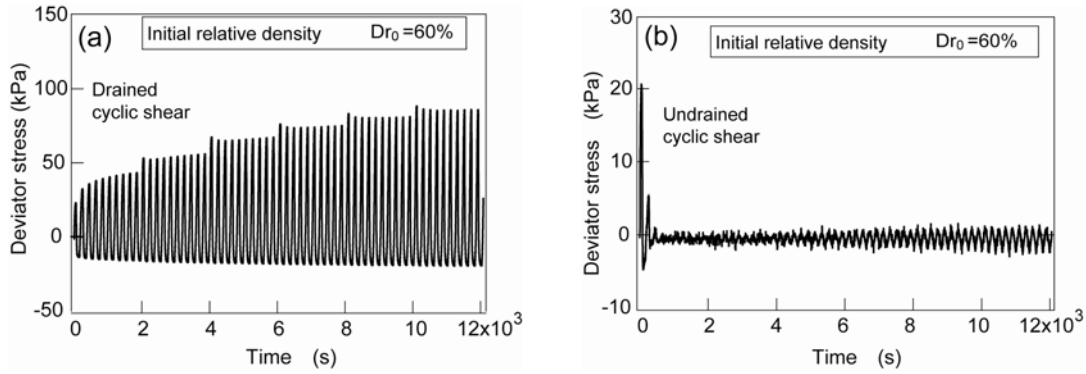 (a)
Initial relative density Dr0=60%
Drained
cyclic shear
Deviator stress (kPa)
150
100
50
0
-50
0 2 4 6 8 10 12x10³
Time (s)
(b)
Initial relative density Dr0=60%
Undrained
cyclic shear
Deviator stress (kPa)
30
20
10
0
-10
0 2 4 6 8 10 12x10³
Time (s)